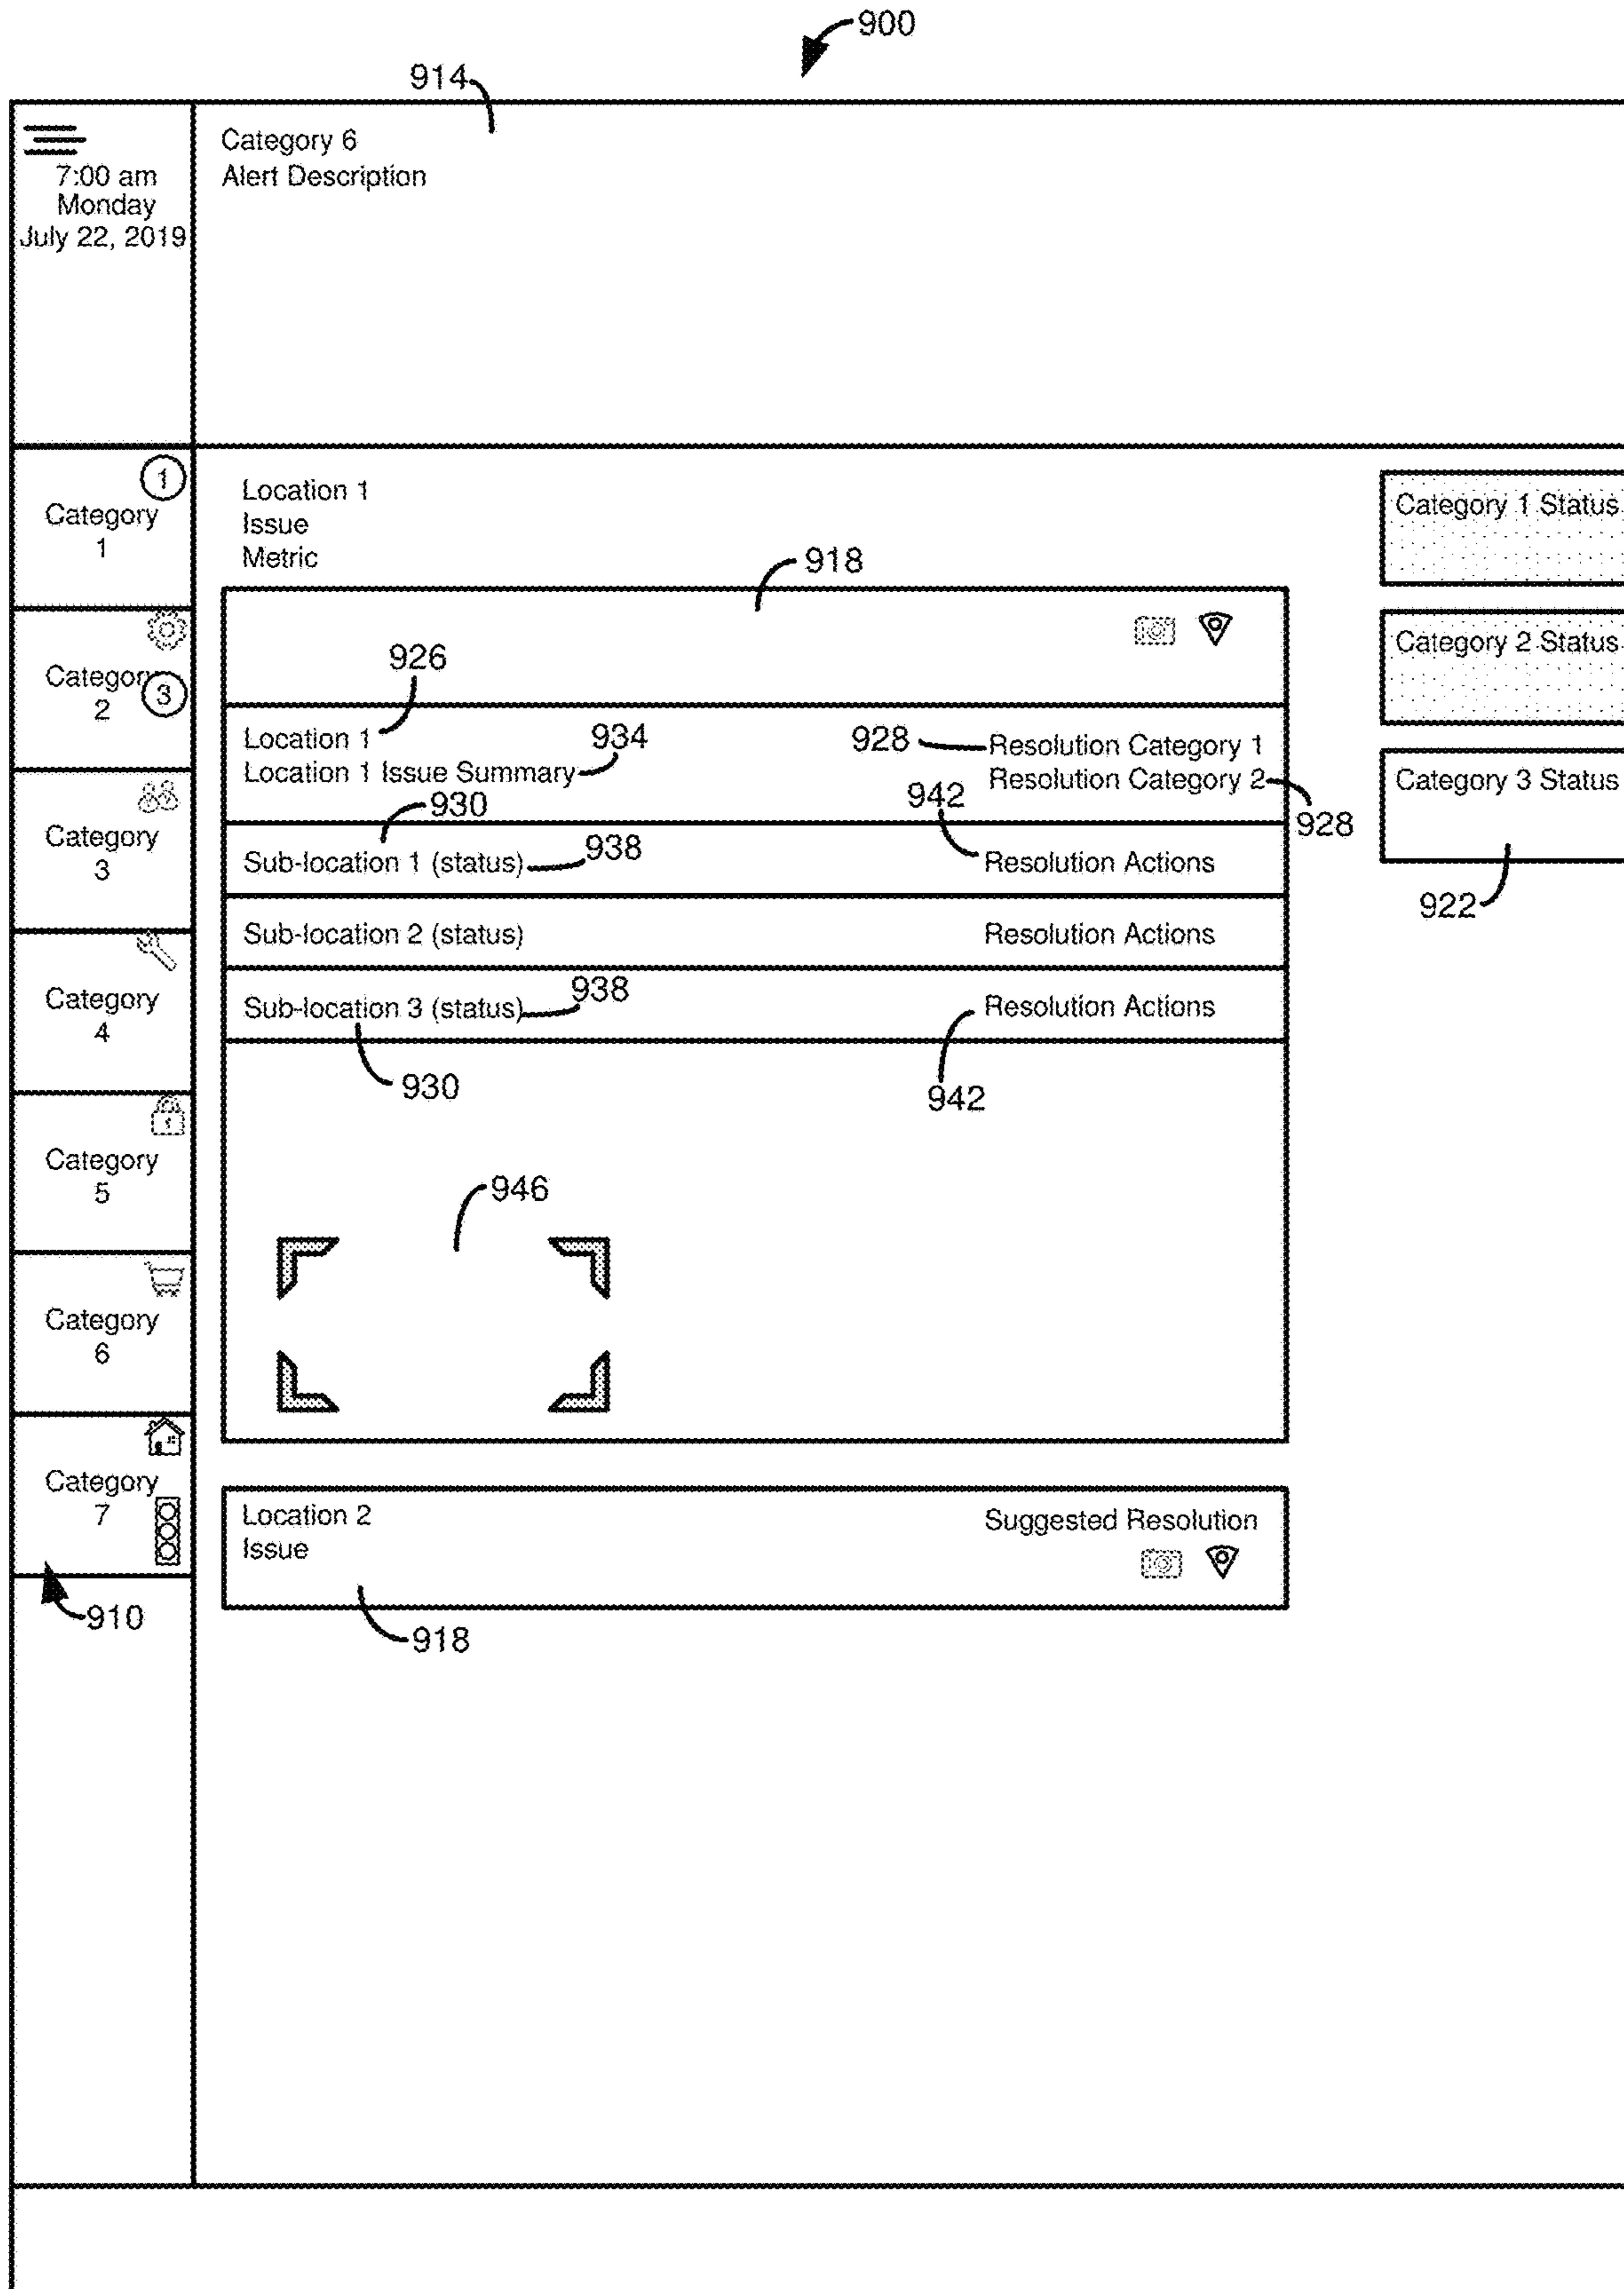 900
914
7:00 am
Monday
July 22, 2019
Category 6
Alert Description
1
Category
1
Category
2
3
Category
3
Category
4
1
Category
5
Category
6
Category
7
910
Location 1
Issue
Metric
918
926
Location 1
934
Location 1 Issue Summary
928
Resolution Category 1
Resolution Category 2
928
930
942
Sub-location 1 (status)
938
Resolution Actions
Sub-location 2 (status)
Resolution Actions
Sub-location 3 (status)
938
Resolution Actions
930
942
946
Location 2
Issue
Suggested Resolution
918
Category 1 Status
Category 2 Status
Category 3 Status
922